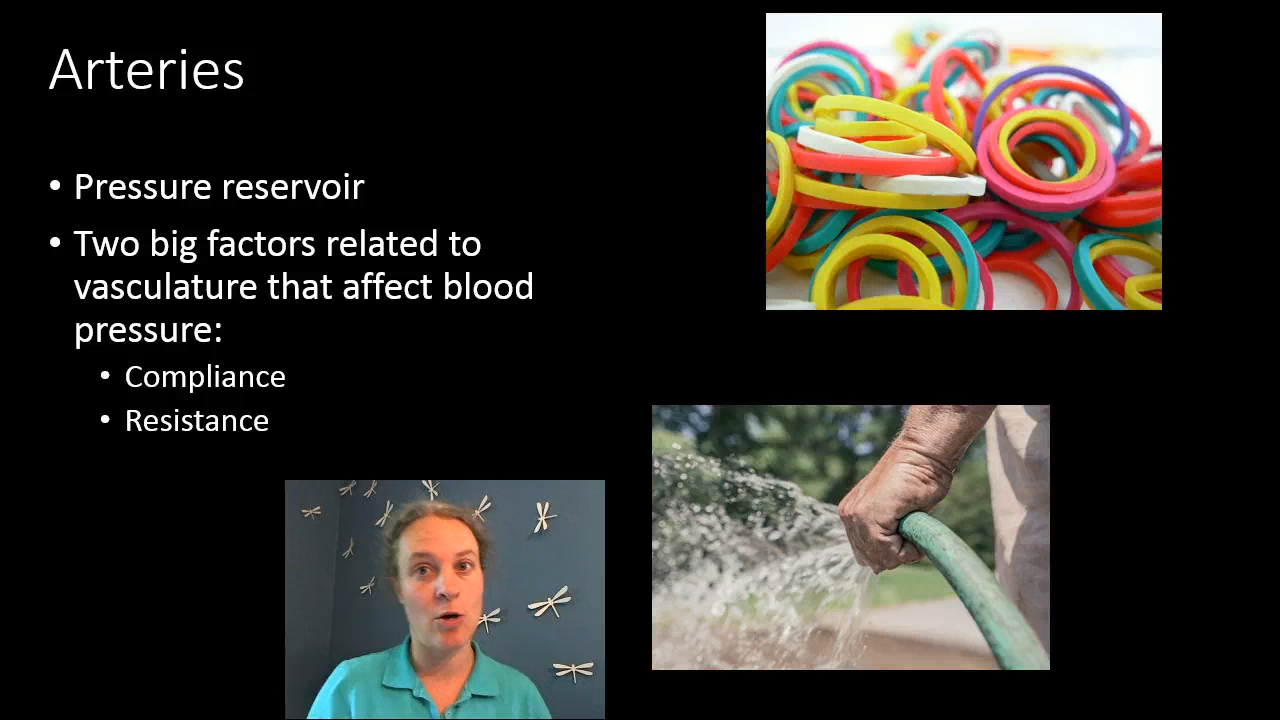 Arteries
• Pressure reservoir
• Two big factors related to
vasculature that affect blood
pressure:
• Compliance
• Resistance